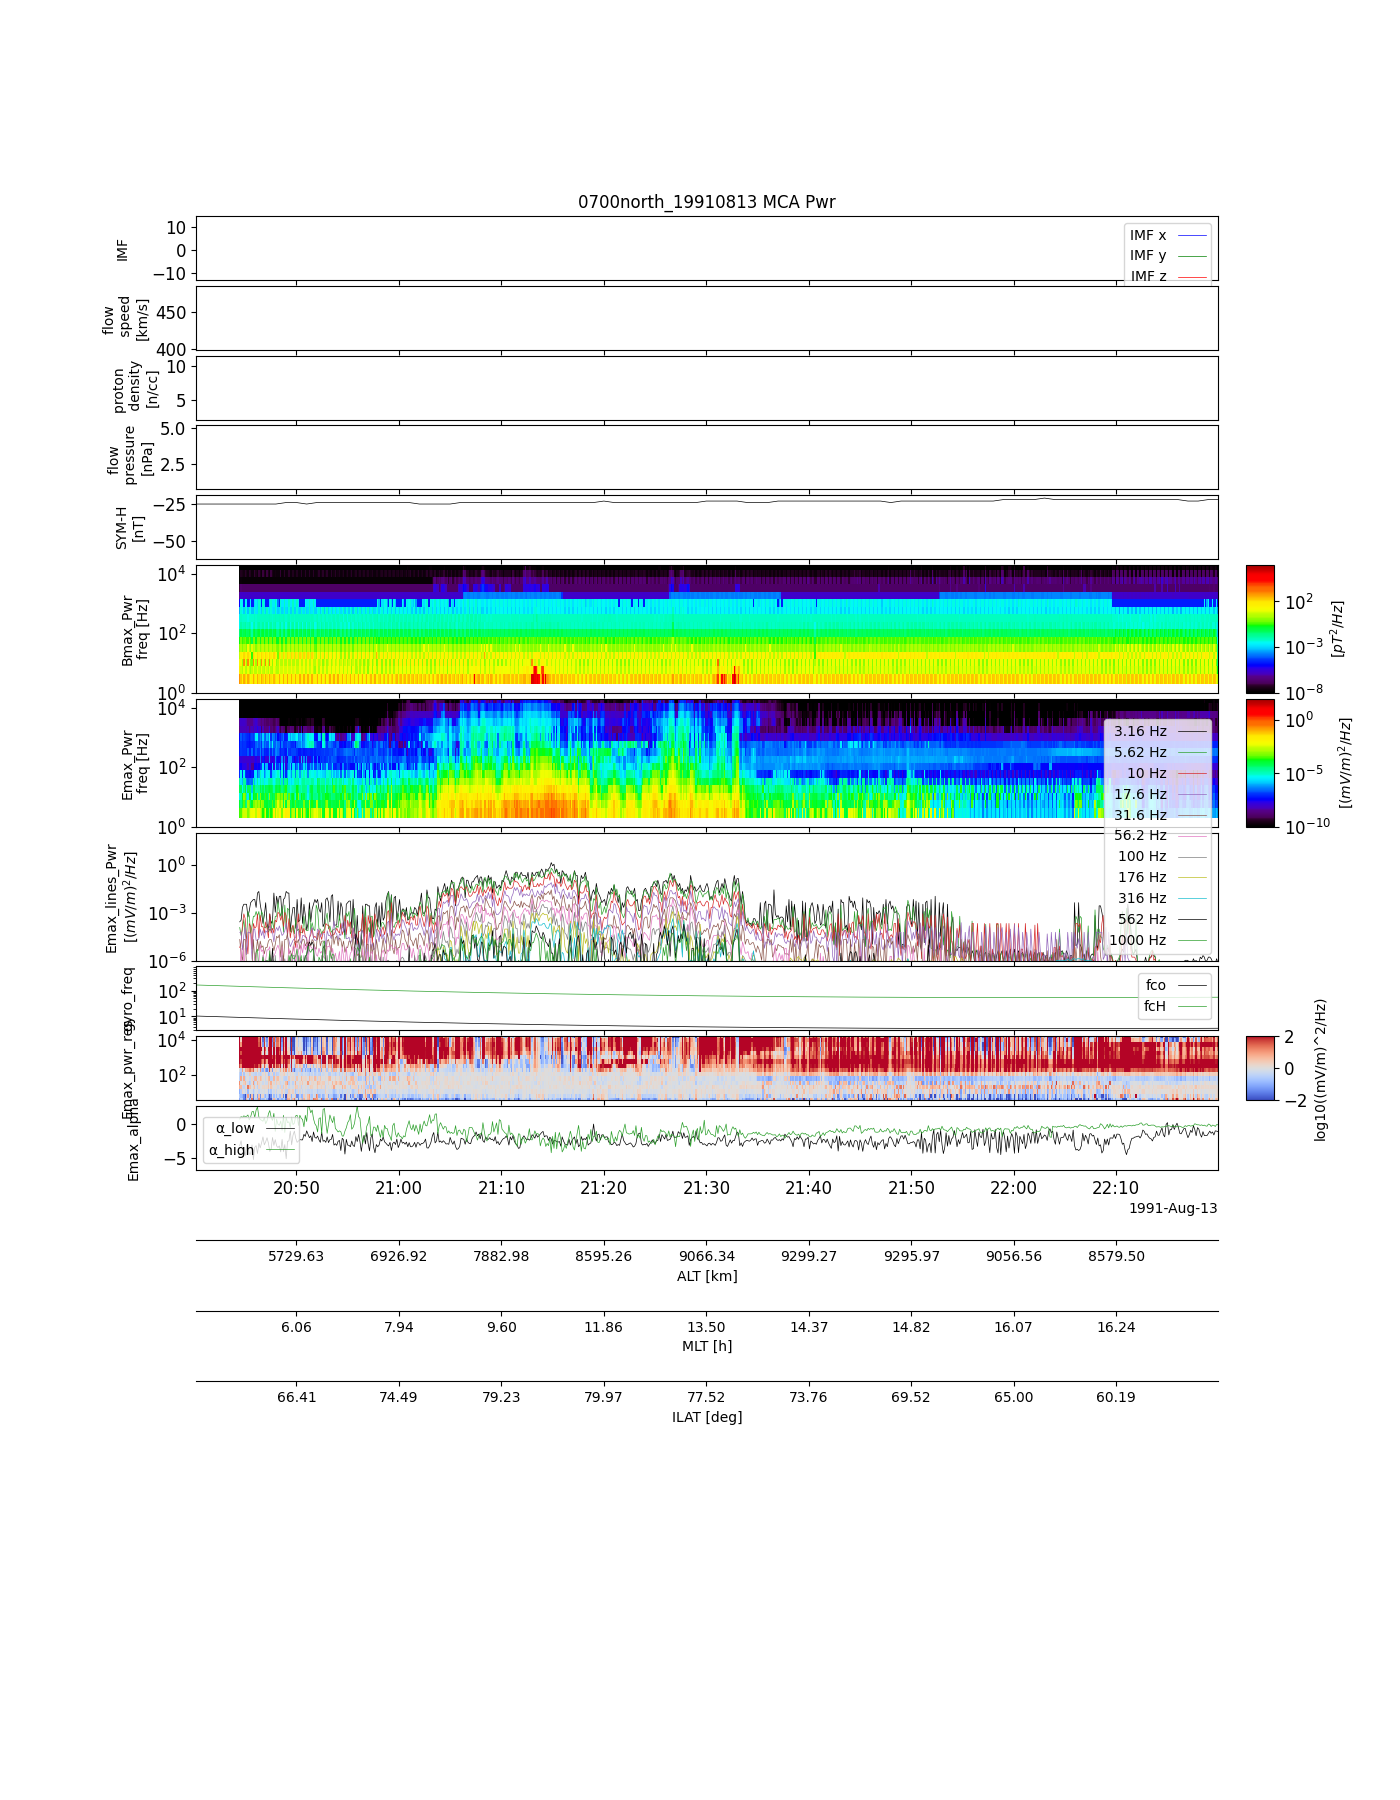 0700north_19910813 MCA Pwr
10
0
−10
IMF
IMF x
IMF y
IMF z
450
400
flow
speed
[km/s]
10
5
proton
density
[n/cc]
5.0
2.5
flow
pressure
[nPa]
−25
−50
SYM-H
[nT]
10^4
10^2
10^0
Bmax_Pwr
freq [Hz]
10^2
10^−3
10^−8
[pT^2/Hz]
10^4
10^2
10^0
Emax_Pwr
freq [Hz]
10^0
10^−5
10^−10
[(mV/m)^2/Hz]
3.16 Hz
5.62 Hz
10 Hz
17.6 Hz
31.6 Hz
56.2 Hz
100 Hz
176 Hz
316 Hz
562 Hz
1000 Hz
10^0
10^−3
10^−6
Emax_lines_Pwr
[(mV/m)^2/Hz]
10^2
10^1
gyro_freq
fco
fcH
10^4
10^2
2
0
−2
log10((mV/m)^2/Hz)
0
−5
Emax_alpha
α_low
α_high
20:50 21:00 21:10 21:20 21:30 21:40 21:50 22:00 22:10
1991-Aug-13
5729.63 6926.92 7882.98 8595.26 9066.34 9299.27 9295.97 9056.56 8579.50
ALT [km]
6.06 7.94 9.60 11.86 13.50 14.37 14.82 16.07 16.24
MLT [h]
66.41 74.49 79.23 79.97 77.52 73.76 69.52 65.00 60.19
ILAT [deg]